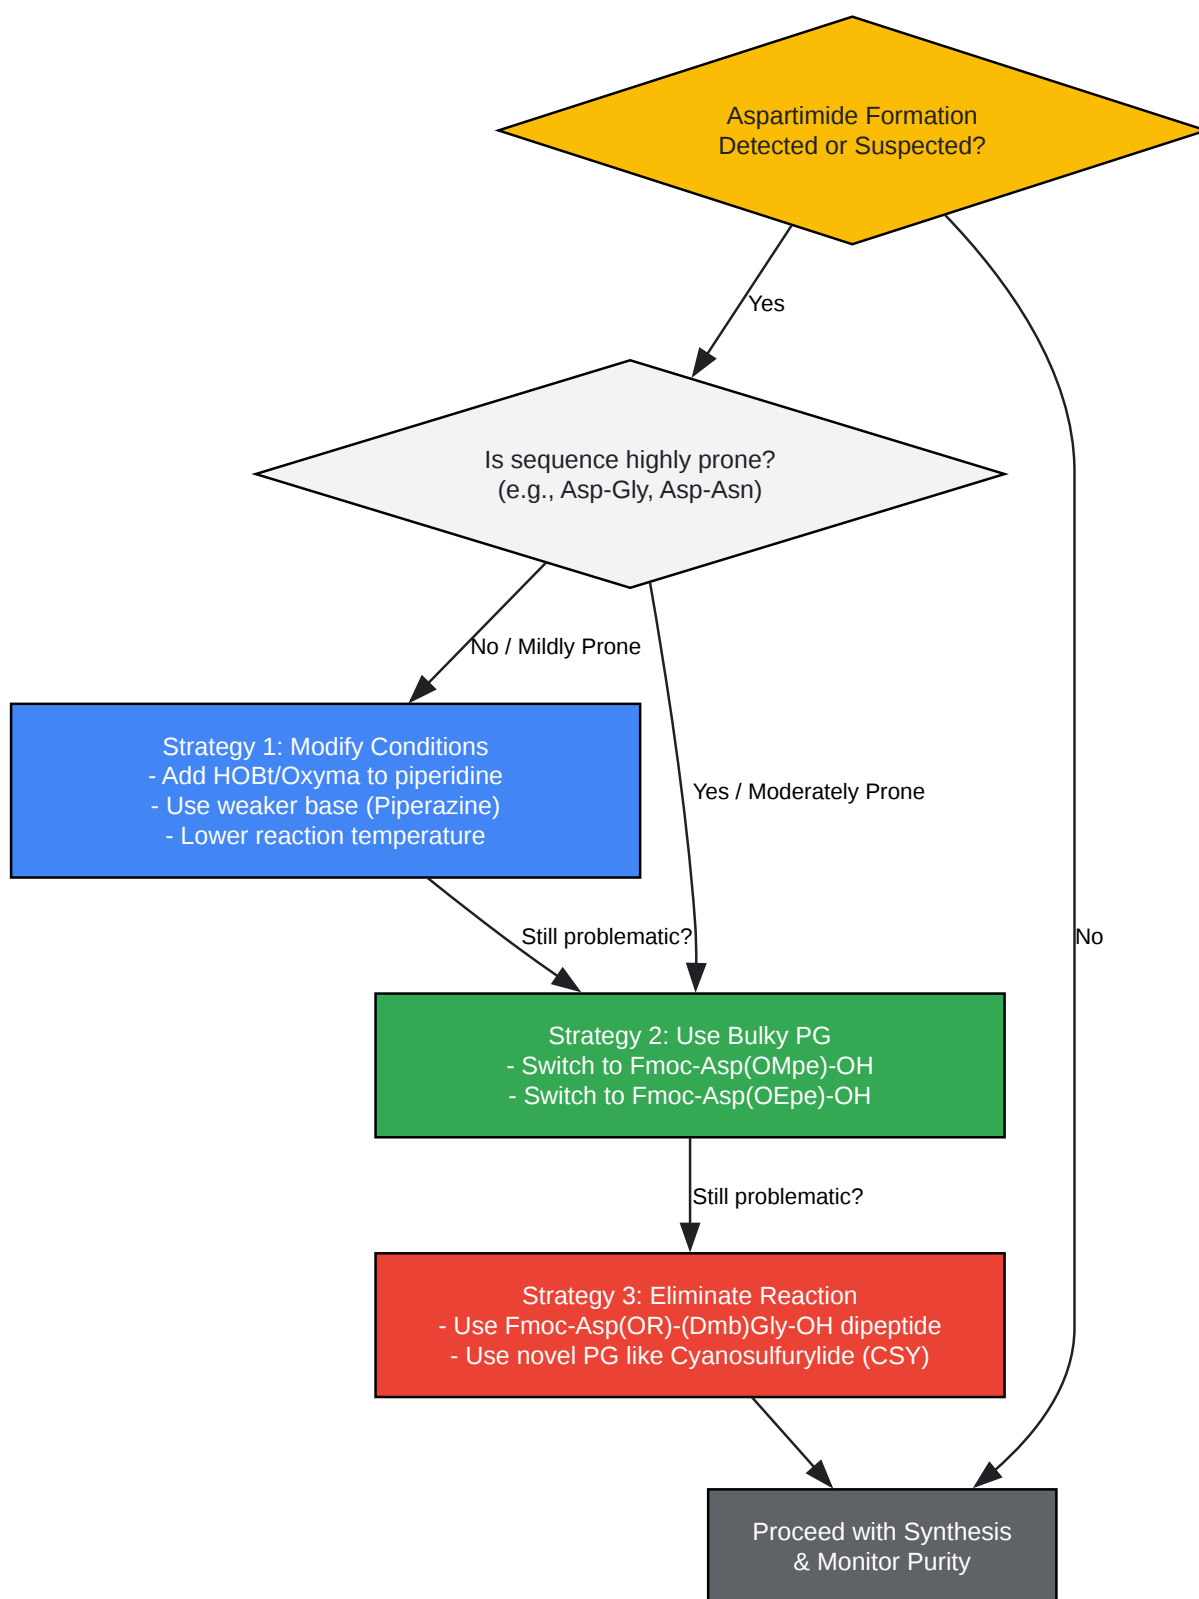 Aspartimide Formation
Detected or Suspected?
Yes
Is sequence highly prone?
(e.g., Asp-Gly, Asp-Asn)
No / Mildly Prone
Strategy 1: Modify Conditions
- Add HOBt/Oxyma to piperidine
- Use weaker base (Piperazine)
- Lower reaction temperature
Yes / Moderately Prone
Still problematic?
No
Strategy 2: Use Bulky PG
- Switch to Fmoc-Asp(OMpe)-OH
- Switch to Fmoc-Asp(OEpe)-OH
Still problematic?
Strategy 3: Eliminate Reaction
- Use Fmoc-Asp(OR)-(Dmb)Gly-OH dipeptide
- Use novel PG like Cyanosulfurylide (CSY)
Proceed with Synthesis
& Monitor Purity